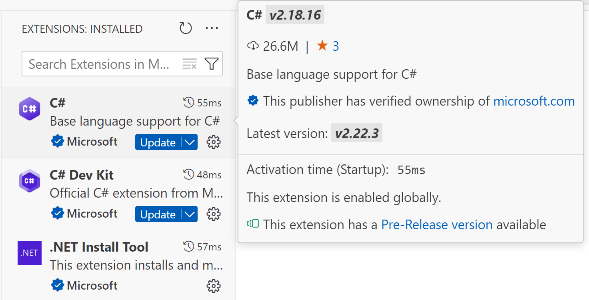 EXTENSIONS: INSTALLED
Search Extensions in M...
C#
55ms
Base language support for C#
Microsoft
Update
C#
C# Dev Kit
48ms
Official C# extension from M...
Microsoft
Update
.NET
.NET Install Tool
57ms
This extension installs and m...
Microsoft
C# v2.18.16
26.6M | 3
Base language support for C#
This publisher has verified ownership of microsoft.com
Latest version: v2.22.3
Activation time (Startup): 55ms
This extension is enabled globally.
This extension has a Pre-Release version available